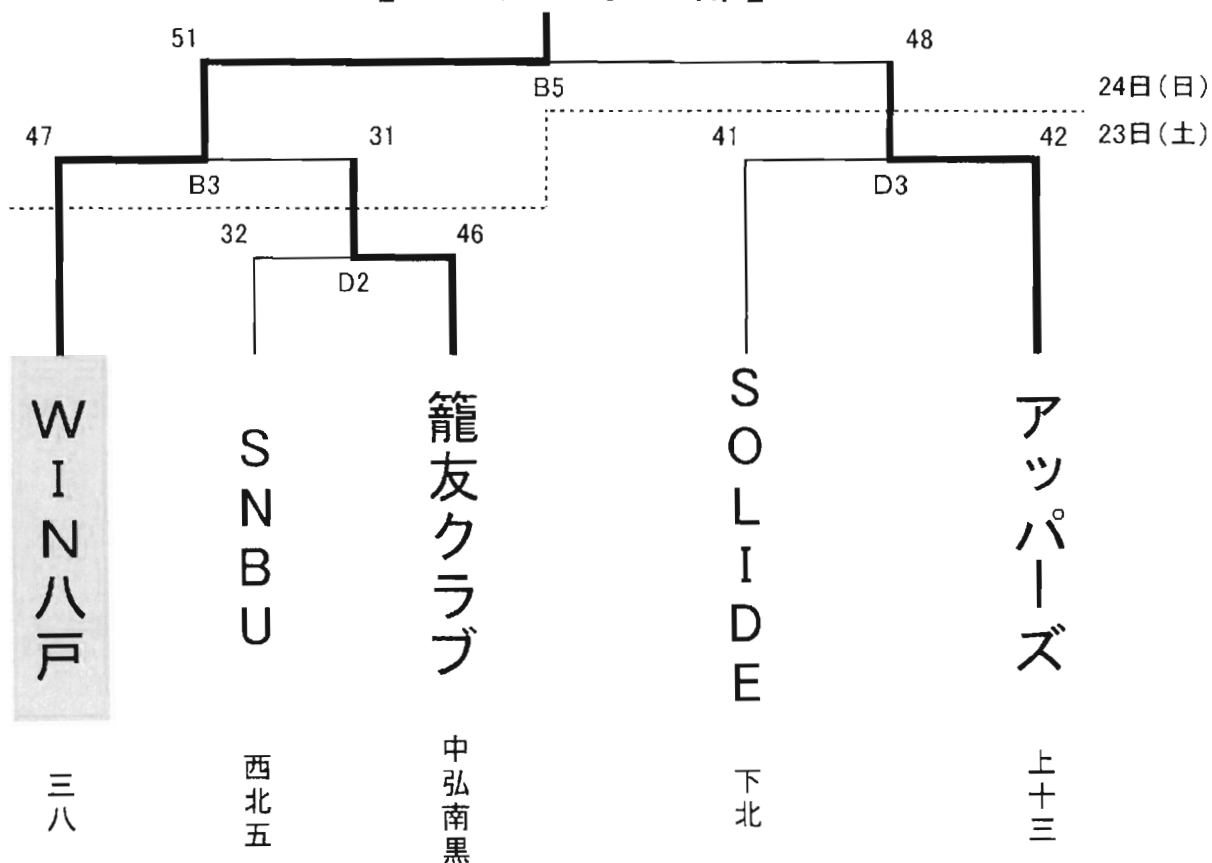 51
48
B5
24日(日)
47
31
41
42
23日(土)
B3
D3
32
46
D2
WIN八戸
SNBU
籠友クラブ
SOLIDE
アッパーズ
三八
西北五
中弘南黒
下北
上十三